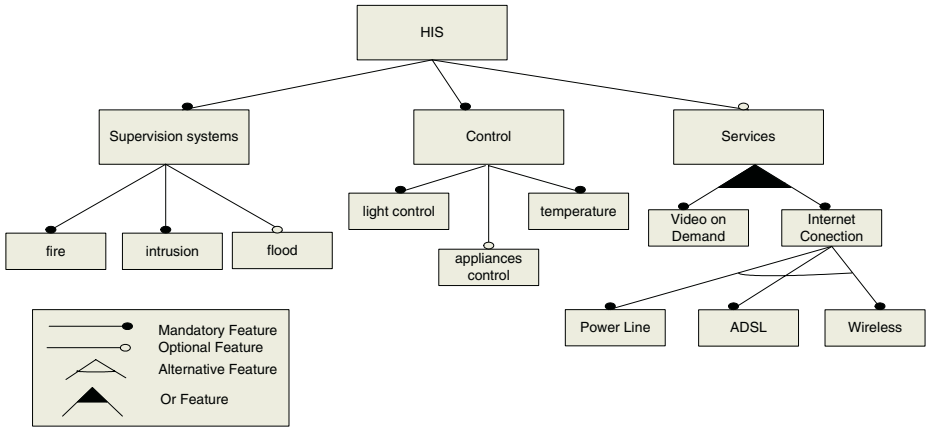 HIS
Supervision systems
Control
Services
light control
temperature
Video on
Demand
Internet
Conection
fire
intrusion
flood
appliances
control
Power Line
ADSL
Wireless
Mandatory Feature
Optional Feature
Alternative Feature
Or Feature